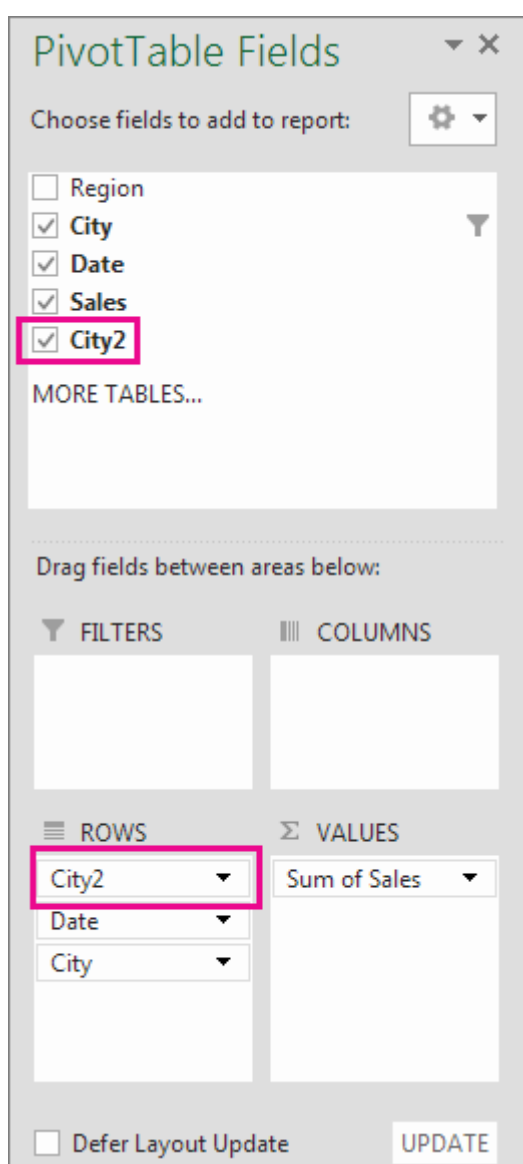 PivotTable Fields
Choose fields to add to report:
Region
City
Date
Sales
City2
MORE TABLES...
Drag fields between areas below:
FILTERS
COLUMNS
ROWS
City2
Date
City
Σ VALUES
Sum of Sales
Defer Layout Update
UPDATE